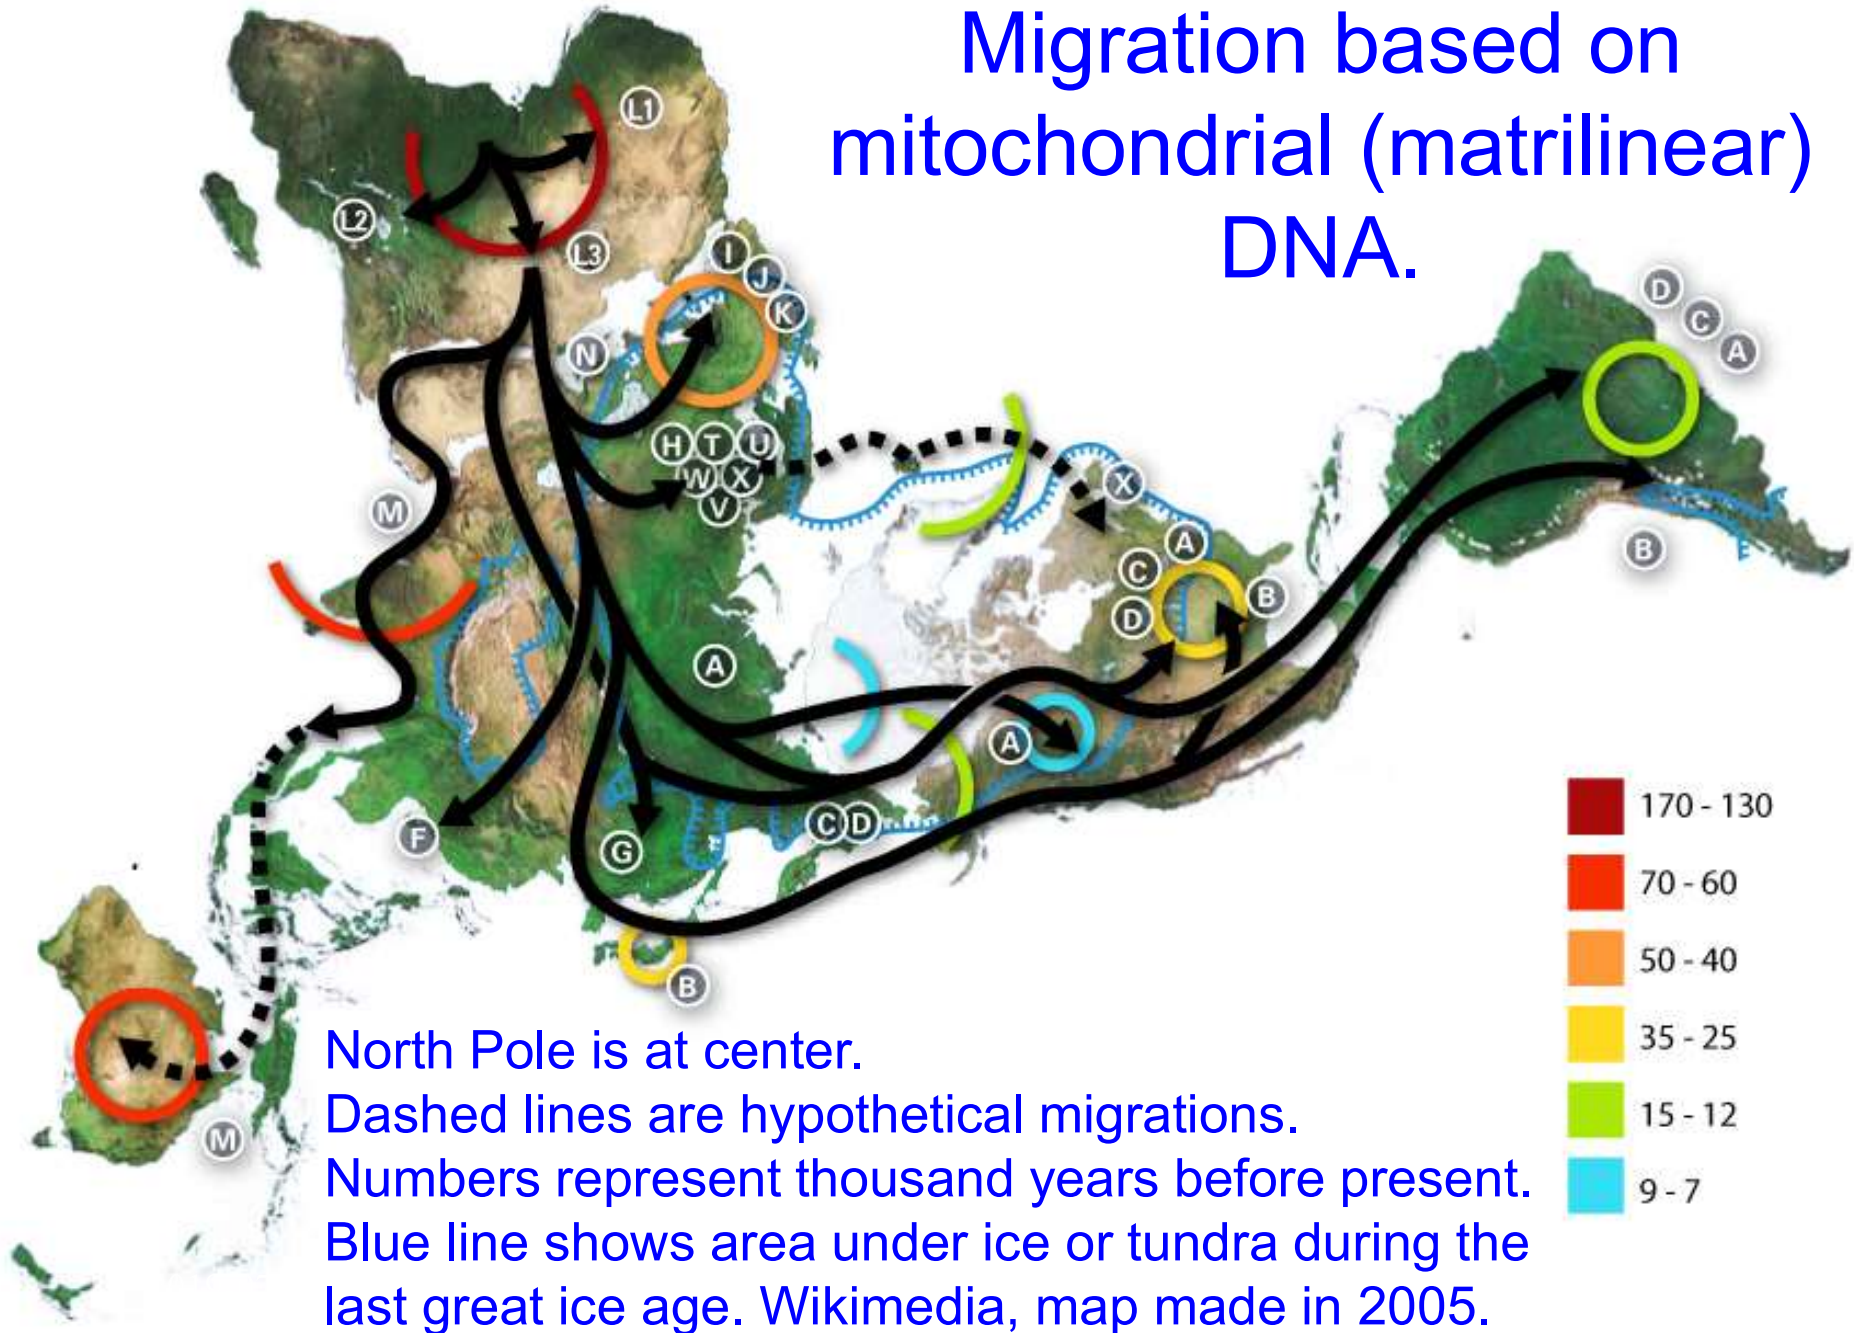 Migration based on
mitochondrial (matrilinear)
DNA.
L1
L2
L3
I
J
K
N
H T U
W X
V
M
X
D
C
A
B
A
C
D
B
A
A
C D
F
G
B
M
170 - 130
70 - 60
50 - 40
35 - 25
15 - 12
9 - 7
North Pole is at center.
Dashed lines are hypothetical migrations.
Numbers represent thousand years before present.
Blue line shows area under ice or tundra during the
last great ice age. Wikimedia, map made in 2005.